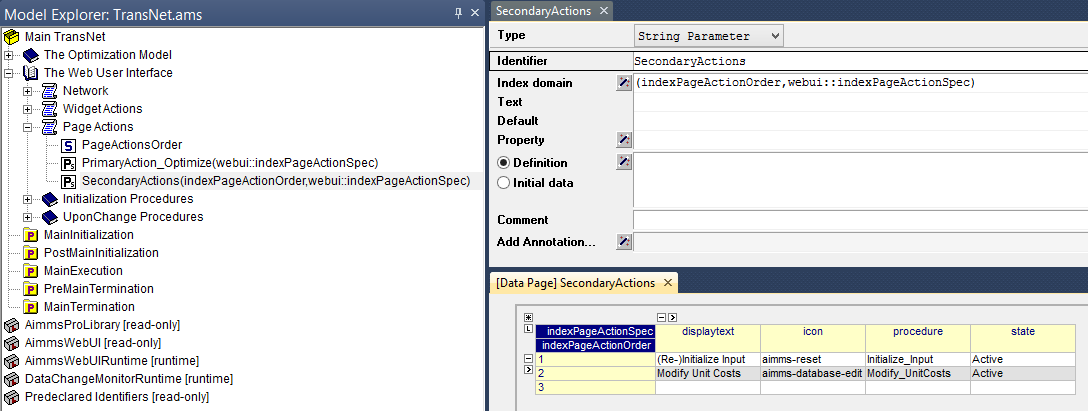 Model Explorer: TransNet.ams
Main TransNet
The Optimization Model
The Web User Interface
Network
Widget Actions
Page Actions
S PageActionsOrder
Ps PrimaryAction_Optimize(webui::indexPageActionSpec)
Ps SecondaryActions(indexPageActionOrder,webui::indexPageActionSpec)
Initialization Procedures
UponChange Procedures
P MainInitialization
P PostMainInitialization
P MainExecution
P PreMainTermination
P MainTermination
AimmsProLibrary [read-only]
AimmsWebUI [read-only]
AimmsWebUIRuntime [runtime]
DataChangeMonitorRuntime [runtime]
Predeclared Identifiers [read-only]
SecondaryActions
Type String Parameter
Identifier SecondaryActions
Index domain (indexPageActionOrder,webui::indexPageActionSpec)
Text
Default
Property
Definition
Initial data
Comment
Add Annotation...
[Data Page] SecondaryActions
indexPageActionSpec displaytext icon procedure state
indexPageActionOrder
1 (Re-)Initialize Input aimms-reset Initialize_Input Active
2 Modify Unit Costs aimms-database-edit Modify_UnitCosts Active
3